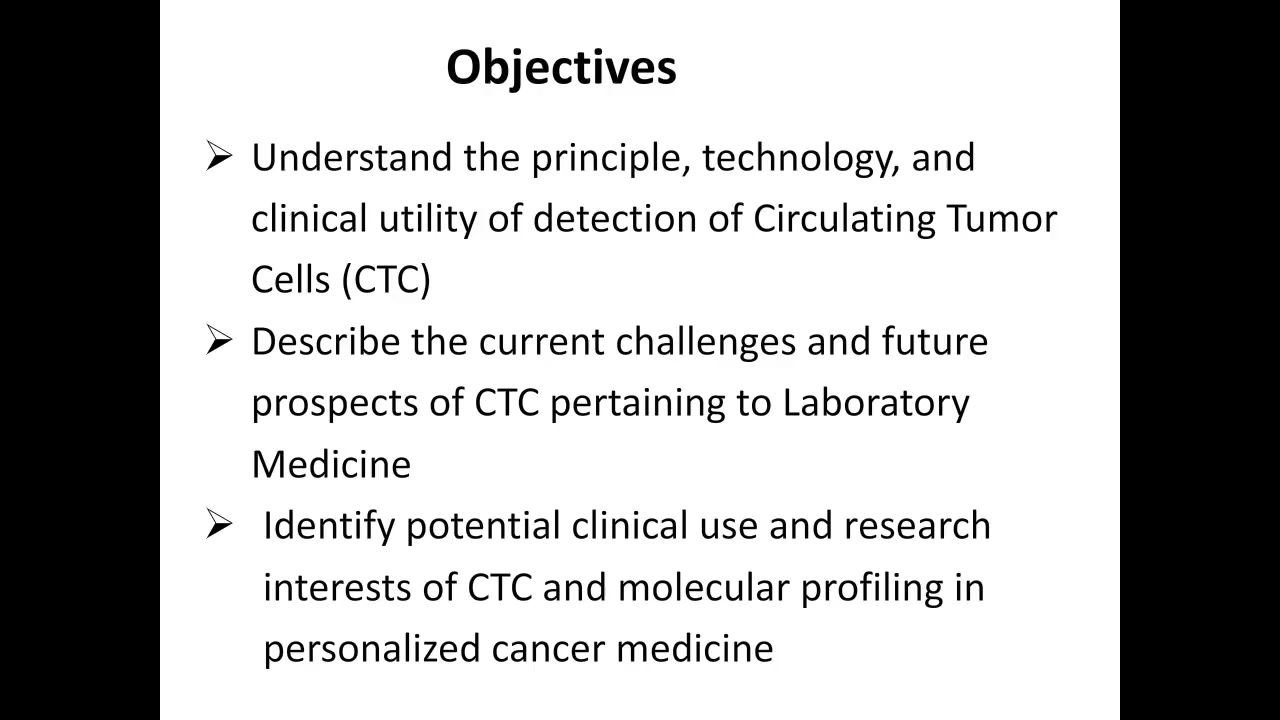 Objectives
➢ Understand the principle, technology, and
clinical utility of detection of Circulating Tumor
Cells (CTC)
➢ Describe the current challenges and future
prospects of CTC pertaining to Laboratory
Medicine
➢ Identify potential clinical use and research
interests of CTC and molecular profiling in
personalized cancer medicine